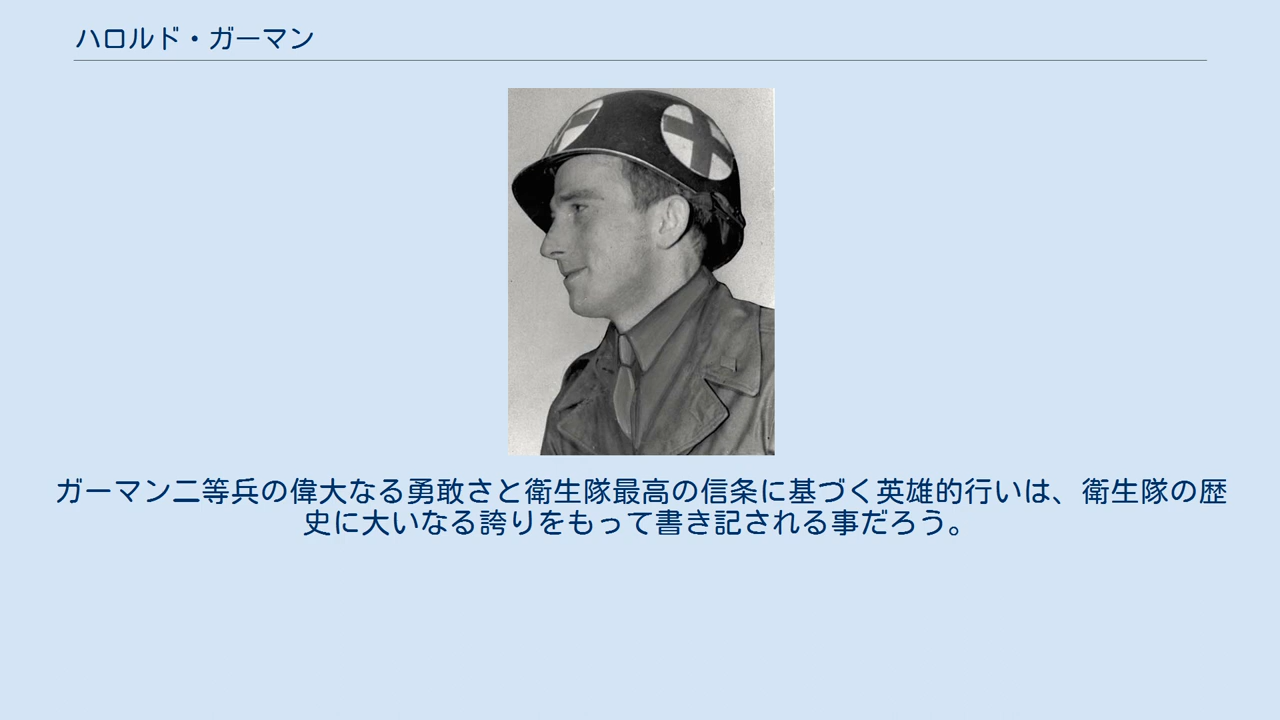 ハロルド・ガーマン
ガーマン二等兵の偉大なる勇敢さと衛生隊最高の信条に基づく英雄的行いは、衛生隊の歴
史に大いなる誇りをもって書き記される事だろう。